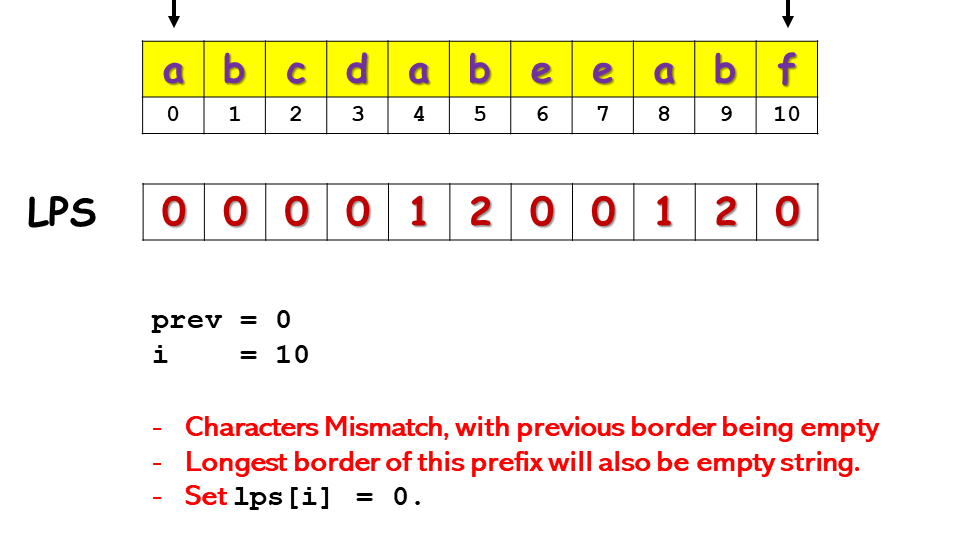 a b c d a b e e a b f
0 1 2 3 4 5 6 7 8 9 10
LPS 0 0 0 0 1 2 0 0 1 2 0
prev = 0
i = 10
- Characters Mismatch, with previous border being empty
- Longest border of this prefix will also be empty string.
- Set lps[i] = 0.